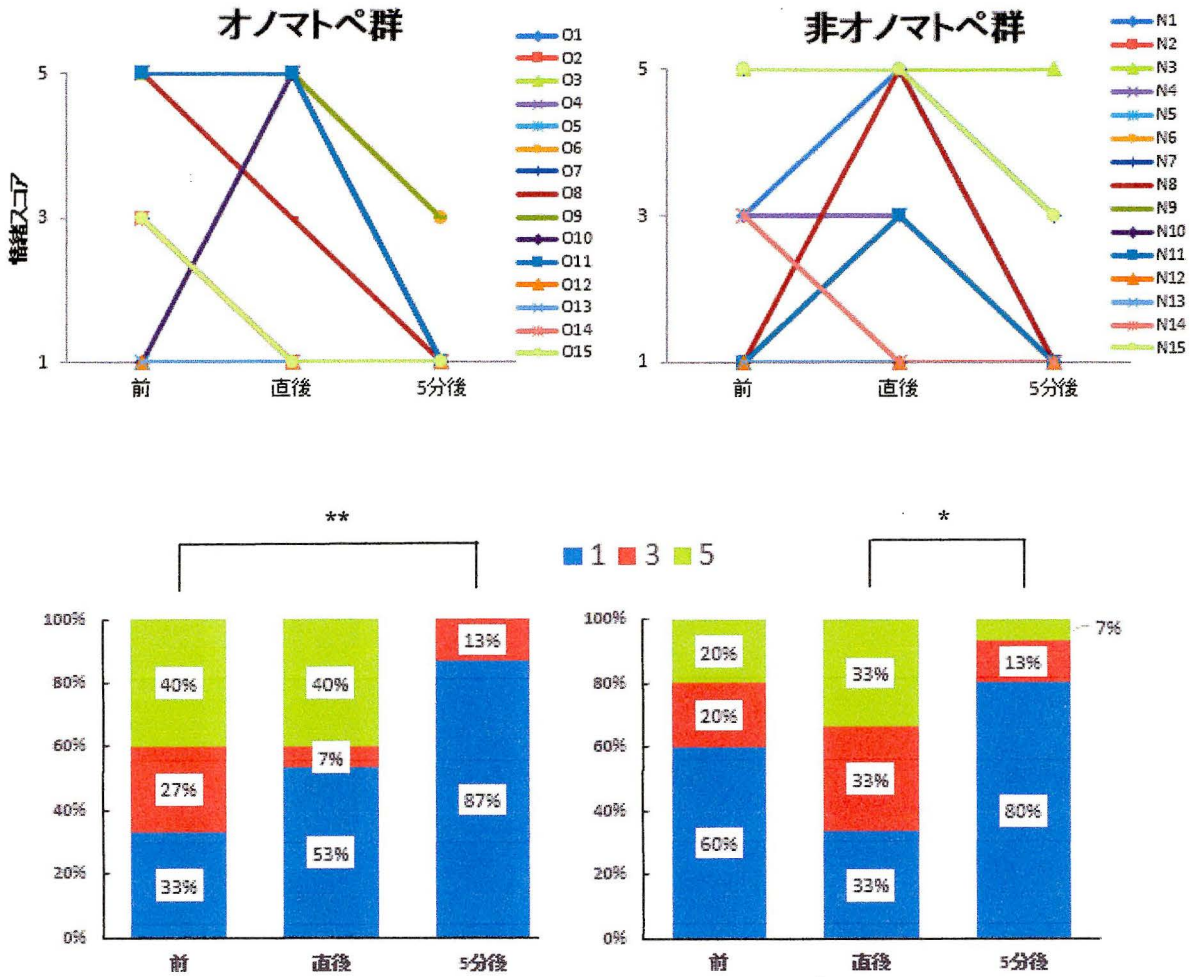 オノマトペ群
情緒スコア
5
3
1
前 直後 5分後
O1
O2
O3
O4
O5
O6
O7
O8
O9
O10
O11
O12
O13
O14
O15
非オノマトペ群
5
3
1
前 直後 5分後
N1
N2
N3
N4
N5
N6
N7
N8
N9
N10
N11
N12
N13
N14
N15
**
*
1 3 5
100%
80%
60%
40%
20%
0%
40%
27%
33%
40%
7%
53%
13%
87%
前 直後 5分後
100%
80%
60%
40%
20%
0%
20%
20%
60%
33%
33%
33%
7%
13%
80%
前 直後 5分後